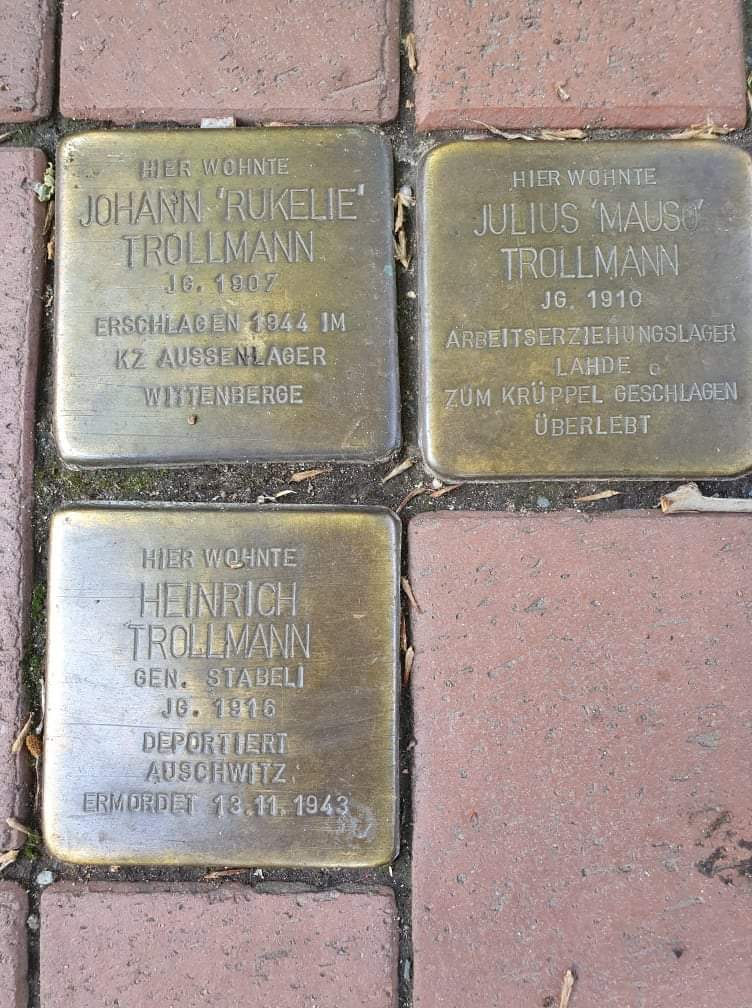 HIER WOHNTE
JOHANN 'RUKELIE'
TROLLMANN
JG. 1907
ERSCHLAGEN 1944 IM
KZ AUSSENLAGER
WITTENBERGE
HIER WOHNTE
JULIUS 'MAUSO'
TROLLMANN
JG. 1910
ARBEITSERZIEHUNGSLAGER
LAHDE
ZUM KRÜPPEL GESCHLAGEN
ÜBERLEBT
HIER WOHNTE
HEINRICH
TROLLMANN
GEN. STABELI
JG. 1916
DEPORTIERT
AUSCHWITZ
ERMORDET 13.11.1943